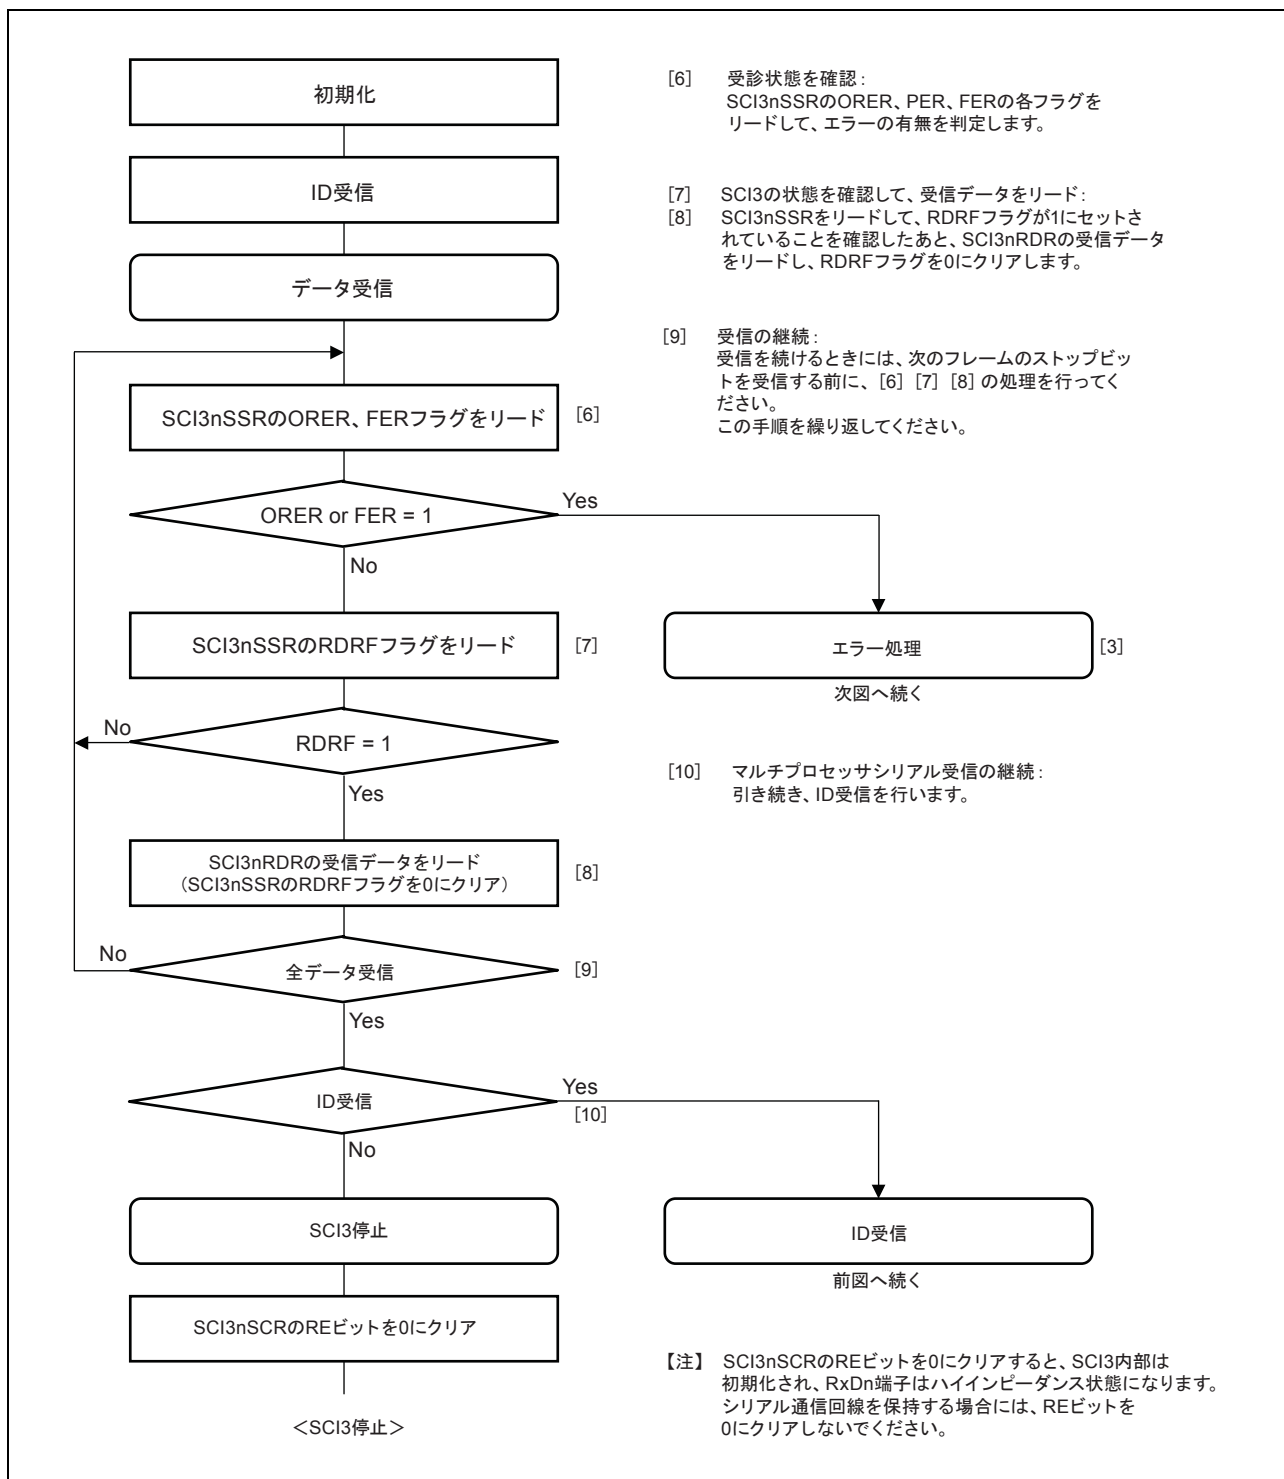 初期化
ID受信
データ受信
SCI3nSSRのORER、FERフラグをリード
[6]
ORER or FER = 1
Yes
No
SCI3nSSRのRDRFフラグをリード
[7]
エラー処理
[3]
次図へ続く
No
RDRF = 1
Yes
SCI3nRDRの受信データをリード
（SCI3nSSRのRDRFフラグを0にクリア）
[8]
No
全データ受信
[9]
Yes
ID受信
Yes
[10]
No
SCI3停止
ID受信
前図へ続く
SCI3nSCRのREビットを0にクリア
＜SCI3停止＞
[6] 受診状態を確認：
SCI3nSSRのORER、PER、FERの各フラグを
リードして、エラーの有無を判定します。
[7] SCI3の状態を確認して、受信データをリード：
[8] SCI3nSSRをリードして、RDRFフラグが1にセットさ
れていることを確認したあと、SCI3nRDRの受信データ
をリードし、RDRFフラグを0にクリアします。
[9] 受信の継続：
受信を続けるときには、次のフレームのストップビッ
トを受信する前に、[6] [7] [8] の処理を行ってく
ださい。
この手順を繰り返してください。
[10] マルチプロセッサシリアル受信の継続：
引き続き、ID受信を行います。
【注】 SCI3nSCRのREビットを0にクリアすると、SCI3内部は
初期化され、RxDn端子はハイインピーダンス状態になります。
シリアル通信回線を保持する場合には、REビットを
0にクリアしないでください。